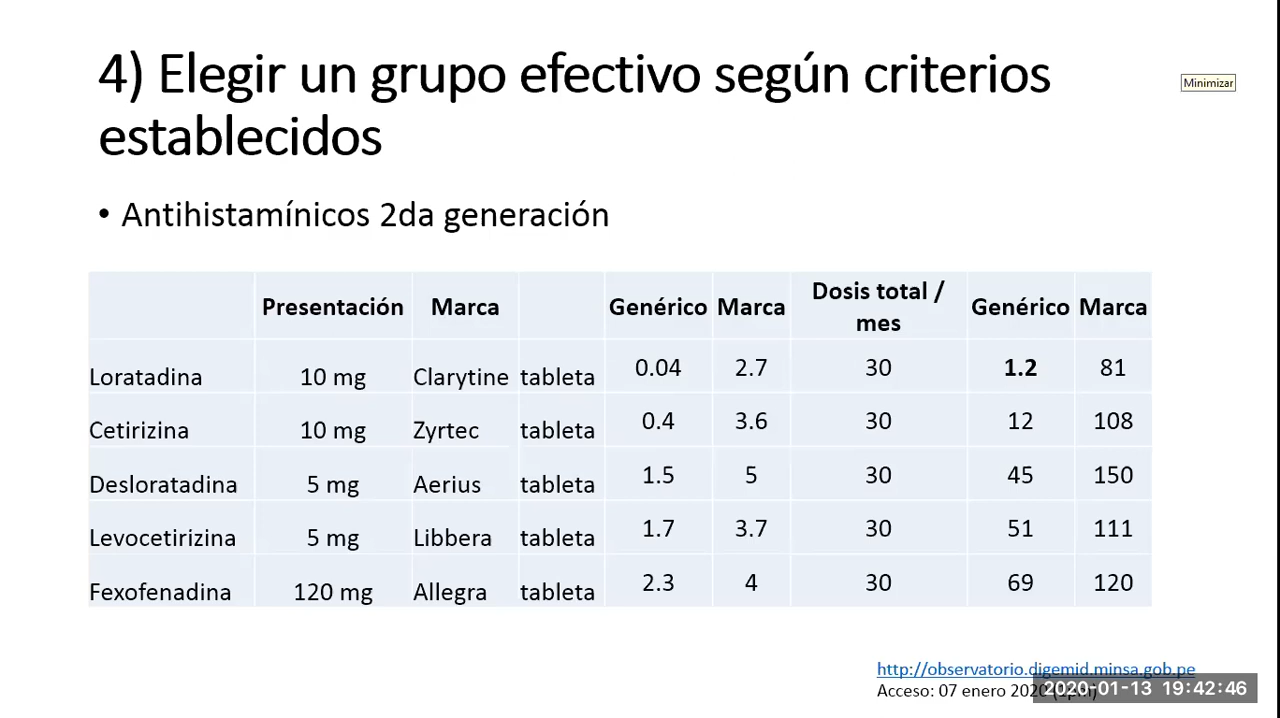 4) Elegir un grupo efectivo según criterios
establecidos
Minimizar
• Antihistamínicos 2da generación
Presentación Marca Genérico Marca Dosis total / mes Genérico Marca
Loratadina 10 mg Clarytine tableta 0.04 2.7 30 1.2 81
Cetirizina 10 mg Zyrtec tableta 0.4 3.6 30 12 108
Desloratadina 5 mg Aerius tableta 1.5 5 30 45 150
Levocetirizina 5 mg Libbera tableta 1.7 3.7 30 51 111
Fexofenadina 120 mg Allegra tableta 2.3 4 30 69 120
http://observatorio.digemid.minsa.gob.pe
Acceso: 07 enero
2020-01-13 19:42:46